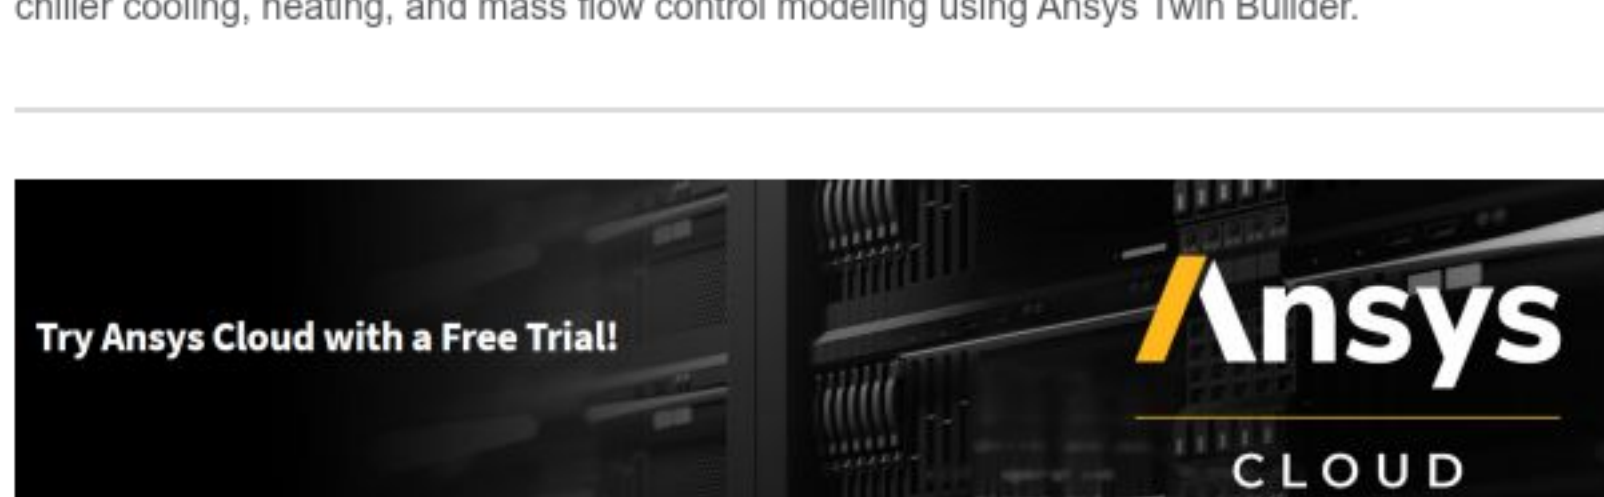 chiller cooling, heating, and mass flow control modeling using Ansys Twin Builder.
Try Ansys Cloud with a Free Trial!
Ansys
CLOUD